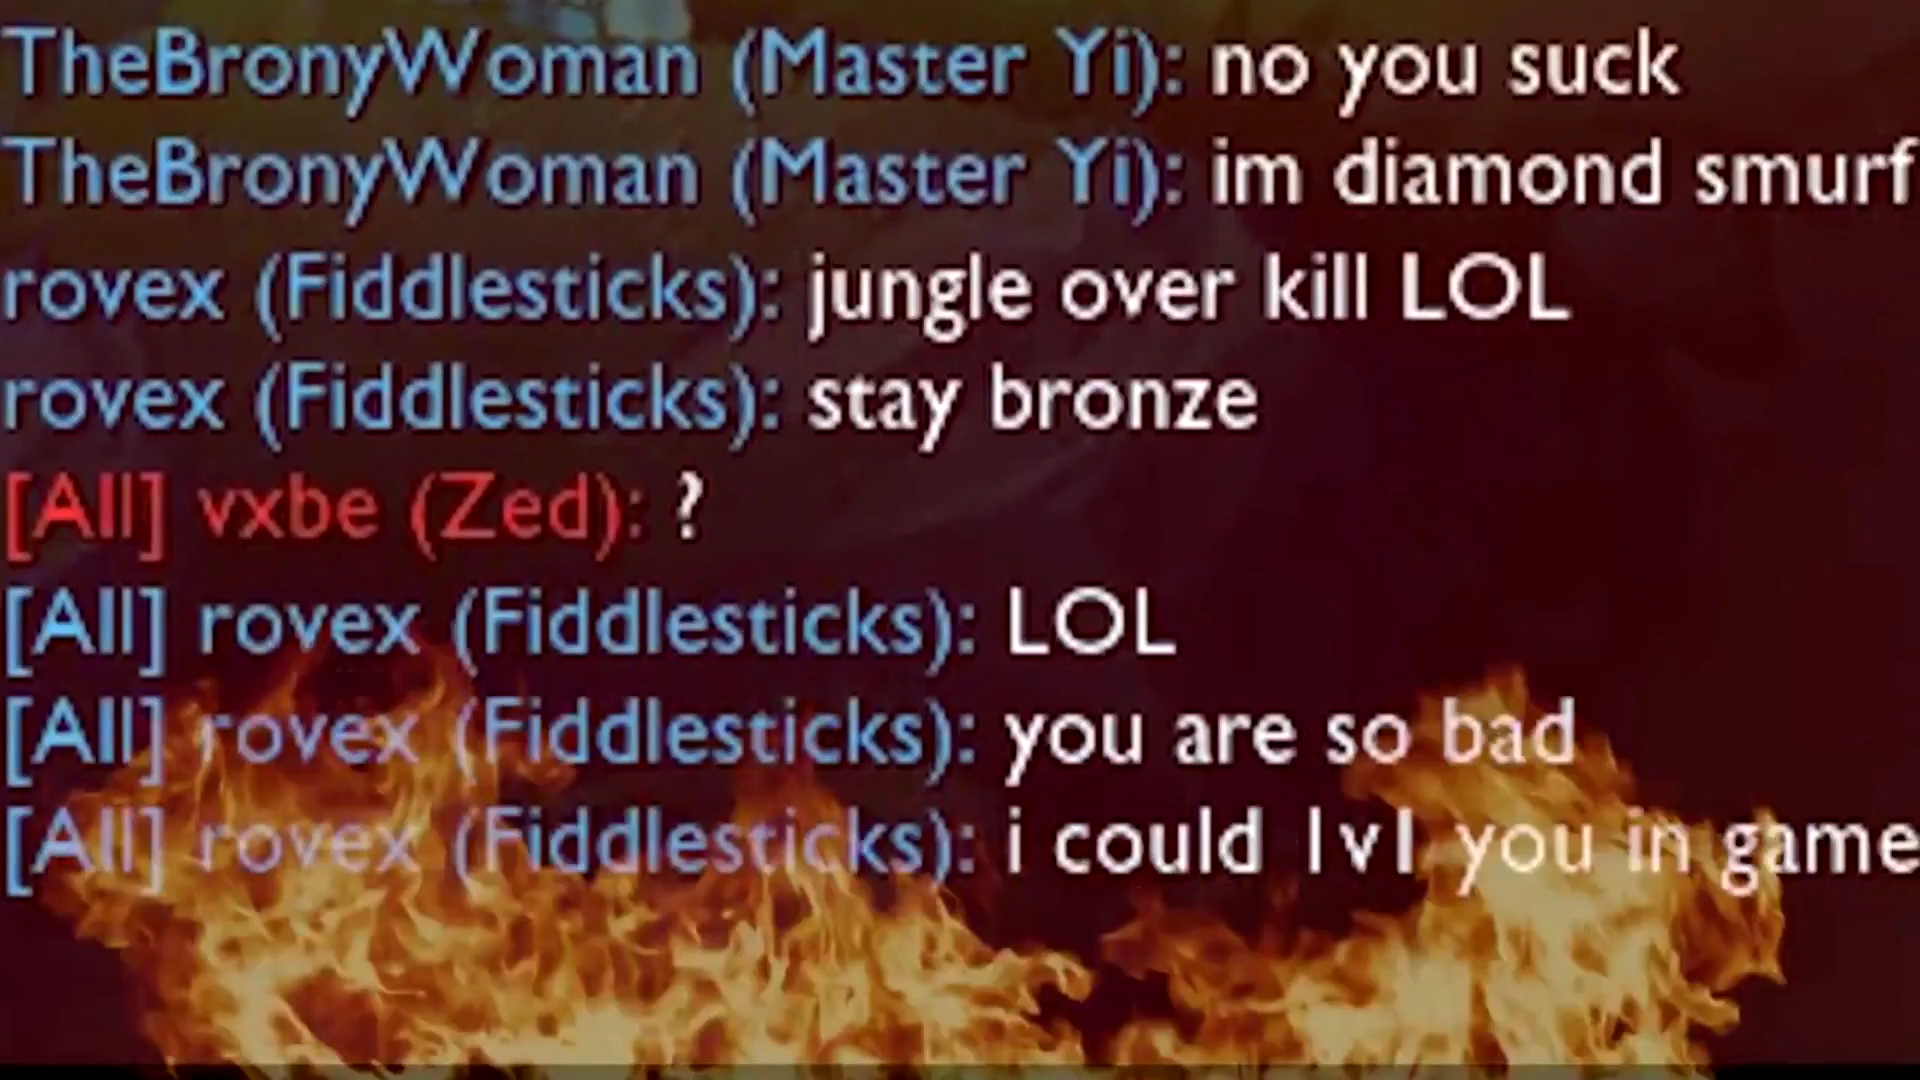 TheBronyWoman (Master Yi): no you suck
TheBronyWoman (Master Yi): im diamond smurf
rovex (Fiddlesticks): jungle over kill LOL
rovex (Fiddlesticks): stay bronze
[All] vxbe (Zed): ?
[All] rovex (Fiddlesticks): LOL
[All] rovex (Fiddlesticks): you are so bad
[All] rovex (Fiddlesticks): i could 1v1 you in game